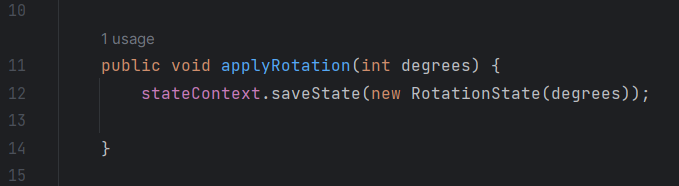 10
1 usage
11 public void applyRotation(int degrees) {
12 stateContext.saveState(new RotationState(degrees));
13
14 }
15